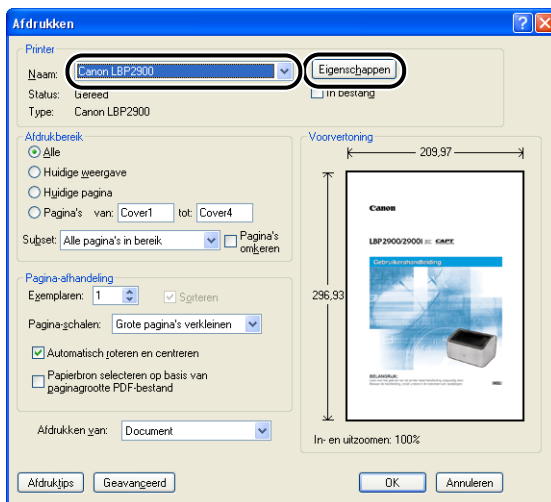 Afdrukken
Printer
Naam: Canon LBP2900 Eigenschappen
Status: Gereed In bestand
Type: Canon LBP2900
Afdrukbereik
Alle
Huidige weergave
Huidige pagina
Pagina's van: Cover1 tot: Cover4
Subset: Alle pagina's in bereik Pagina's omkeren
Pagina-afhandeling
Exemplaren: 1 Sorteren
Pagina-schalen: Grote pagina's verkleinen
Automatisch roteren en centreren
Papierbron selecteren op basis van
paginagrootte PDF-bestand
Afdrukken van: Document
Voorvertoning
209,97
296,93
Canon
LBP2900/2900i CAPT
Gebruikershandleiding
BELANGRIJK:
In- en uitzoomen: 100%
Afdruktips Geavanceerd OK Annuleren